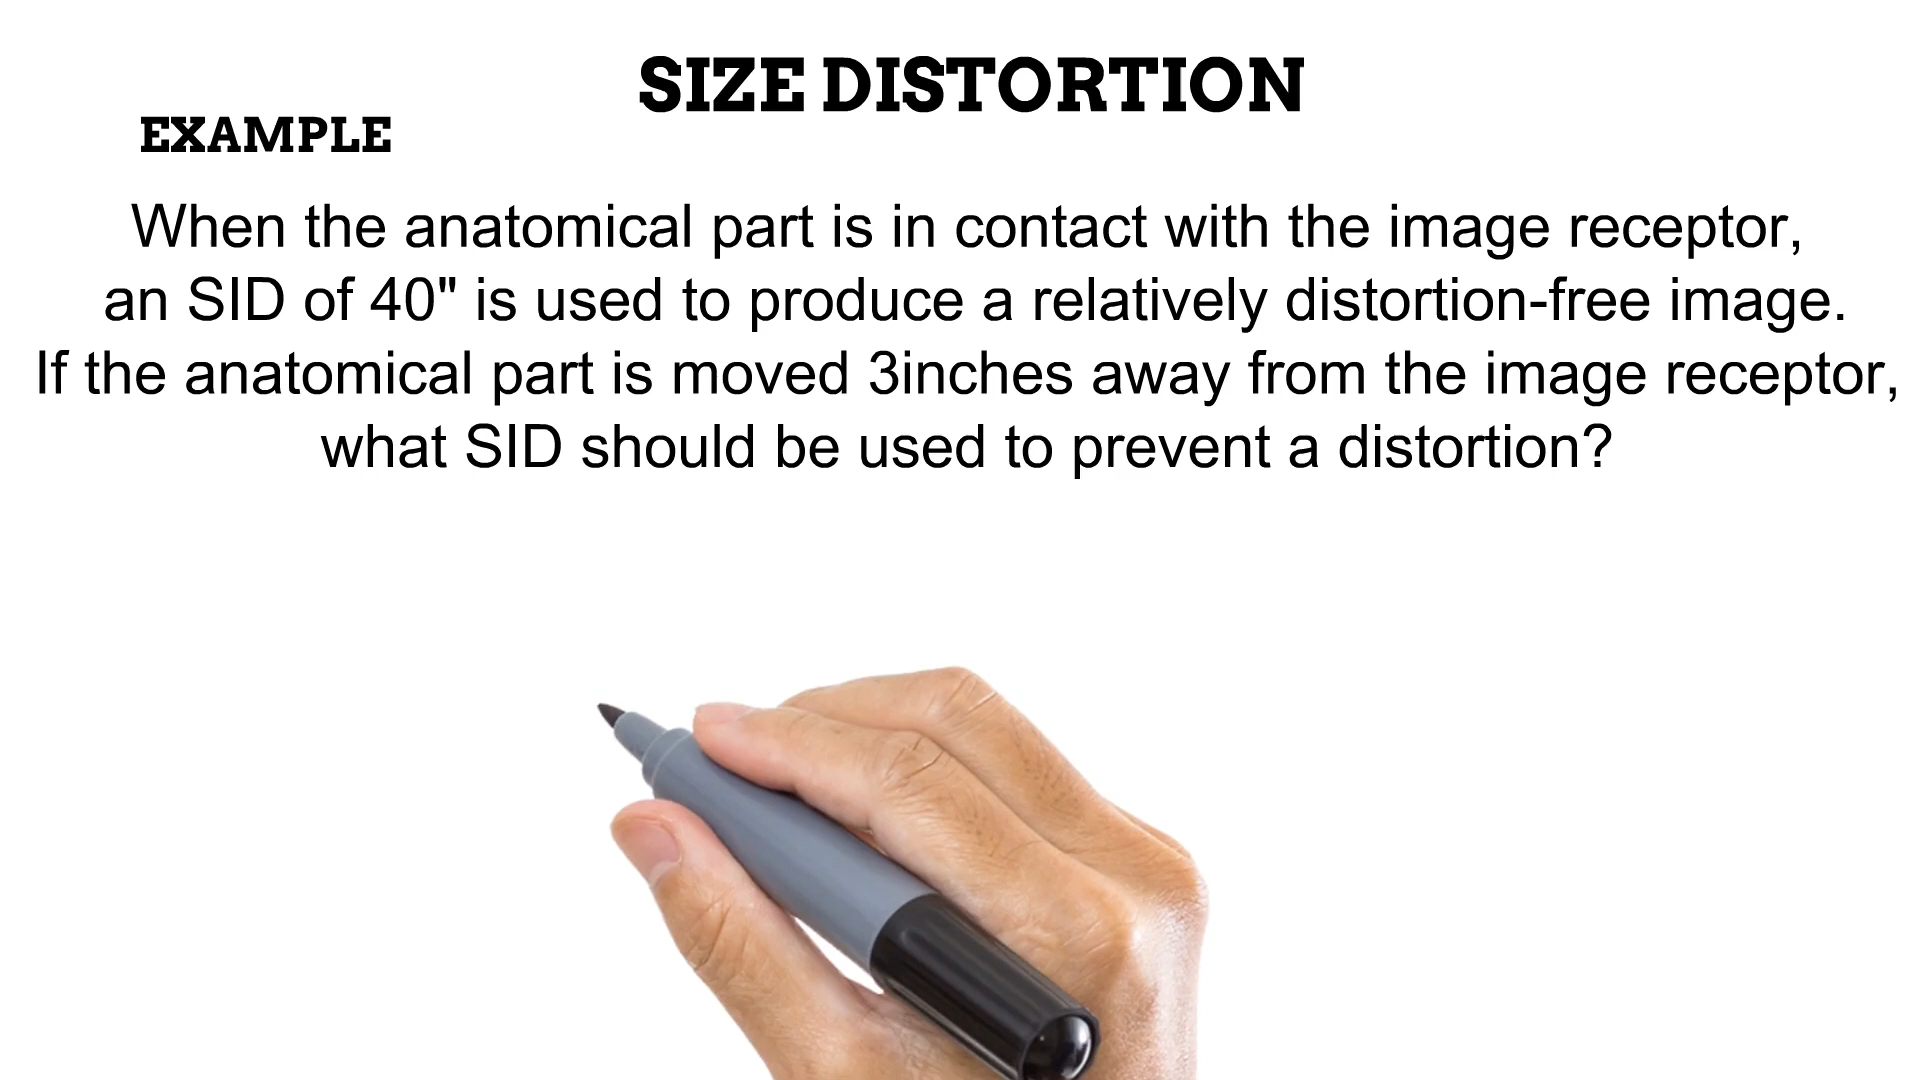 SIZE DISTORTION
EXAMPLE
When the anatomical part is in contact with the image receptor,
an SID of 40" is used to produce a relatively distortion-free image.
If the anatomical part is moved 3inches away from the image receptor,
what SID should be used to prevent a distortion?